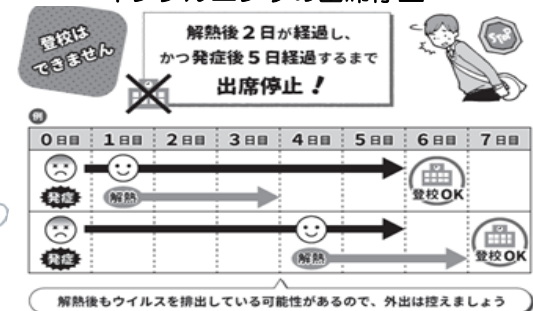 登校は
できません
解熱後2日が経過し、
かつ発症後5日経過するまで
出席停止！
STOP
例
0日目 1日目 2日目 3日目 4日目 5日目 6日目 7日目
発症 解熱 登校OK
発症 解熱 登校OK
解熱後もウイルスを排出している可能性があるので、外出は控えましょう